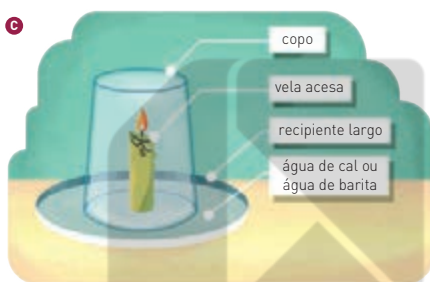 C
copo
vela acesa
recipiente largo
água de cal ou
água de barita